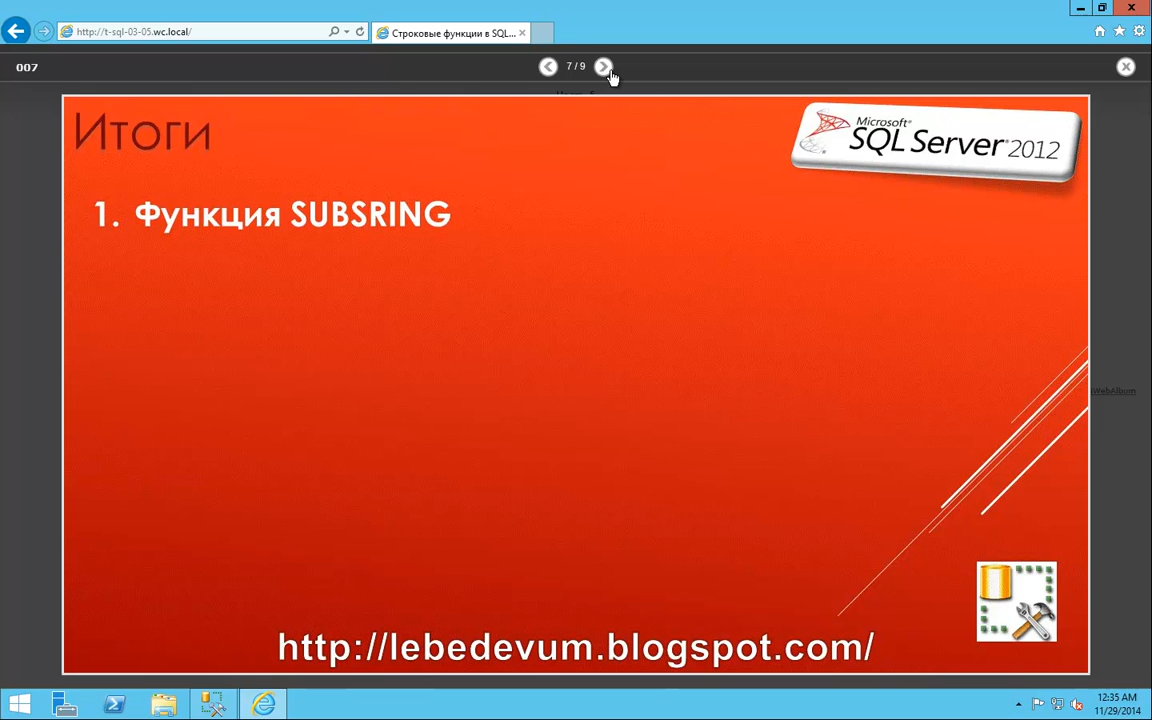 http://t-sql-03-05.wc.local/
Строковые функции в SQL...
007
7 / 9
Итоги
Microsoft®
SQL Server® 2012
1. Функция SUBSRING
WebAlbum
http://lebedevum.blogspot.com/
12:35 AM
11/29/2014